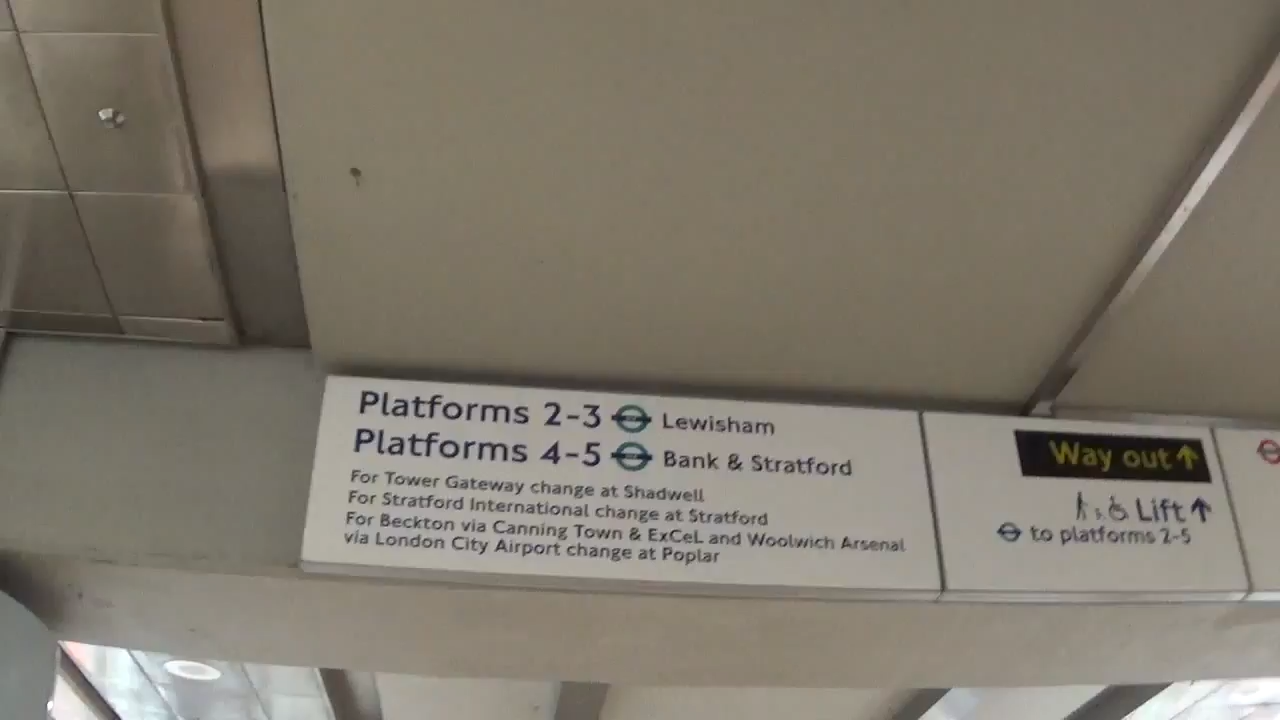 Platforms 2-3 Lewisham
Platforms 4-5 Bank & Stratford
For Tower Gateway change at Shadwell
For Stratford International change at Stratford
For Beckton via Canning Town & ExCeL and Woolwich Arsenal
via London City Airport change at Poplar
Way out ↑
Lift ↑
to platforms 2-5